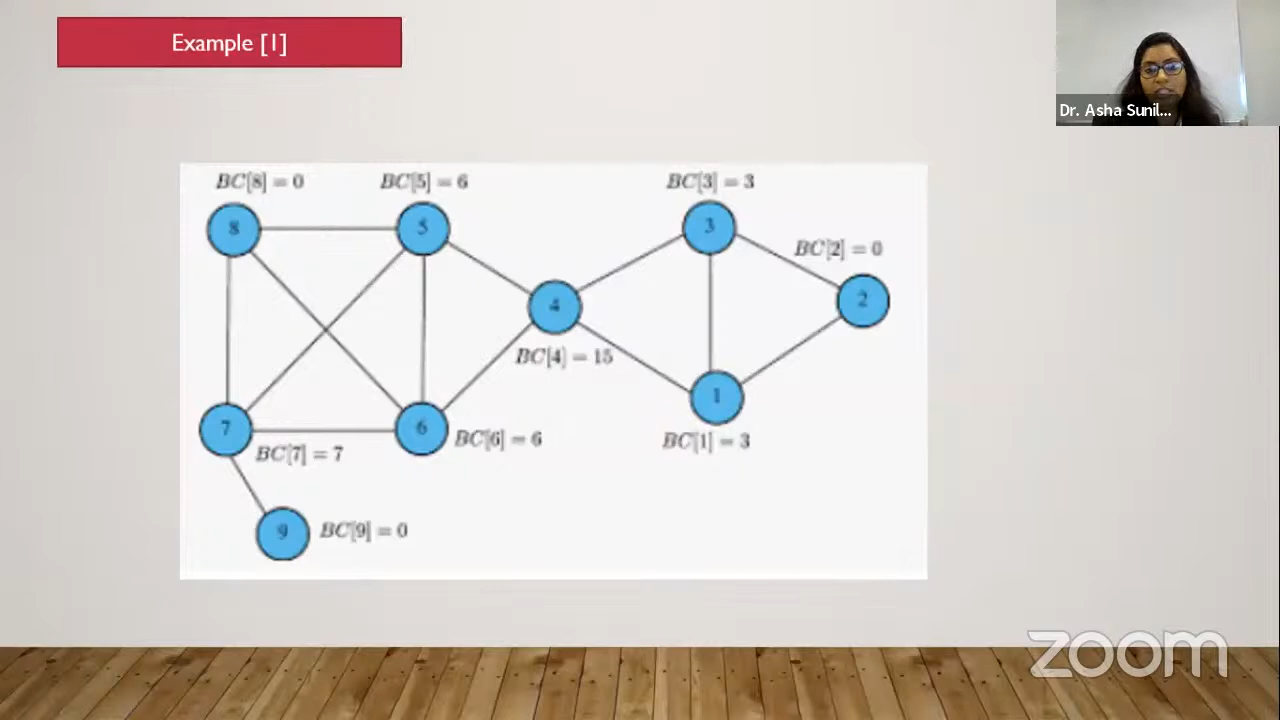 Example [1]
Dr. Asha Sunil...
BC[8] = 0
BC[5] = 6
BC[3] = 3
8
5
3
BC[2] = 0
4
2
BC[4] = 15
7
6
1
BC[7] = 7
BC[6] = 6
BC[1] = 3
9
BC[9] = 0
zoom